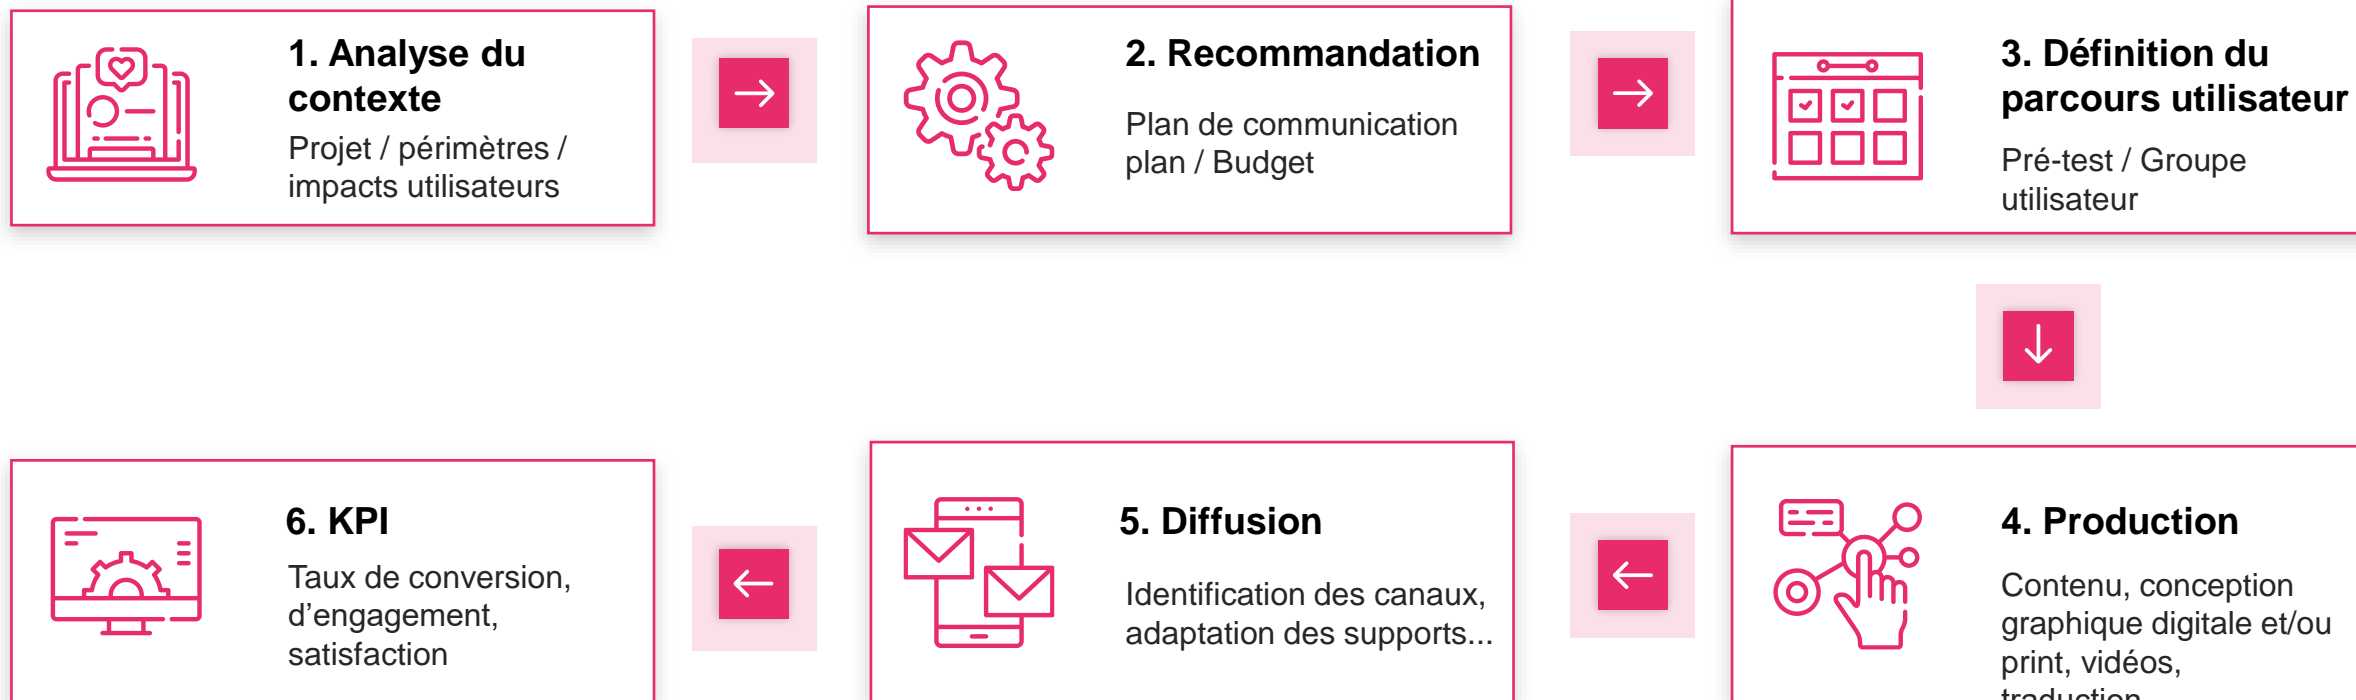 1. Analyse du
contexte
Projet / périmètres /
impacts utilisateurs
2. Recommandation
Plan de communication
plan / Budget
3. Définition du
parcours utilisateur
Pré-test / Groupe
utilisateur
4. Production
Contenu, conception
graphique digitale et/ou
print, vidéos,
traduction
5. Diffusion
Identification des canaux,
adaptation des supports...
6. KPI
Taux de conversion,
d’engagement,
satisfaction